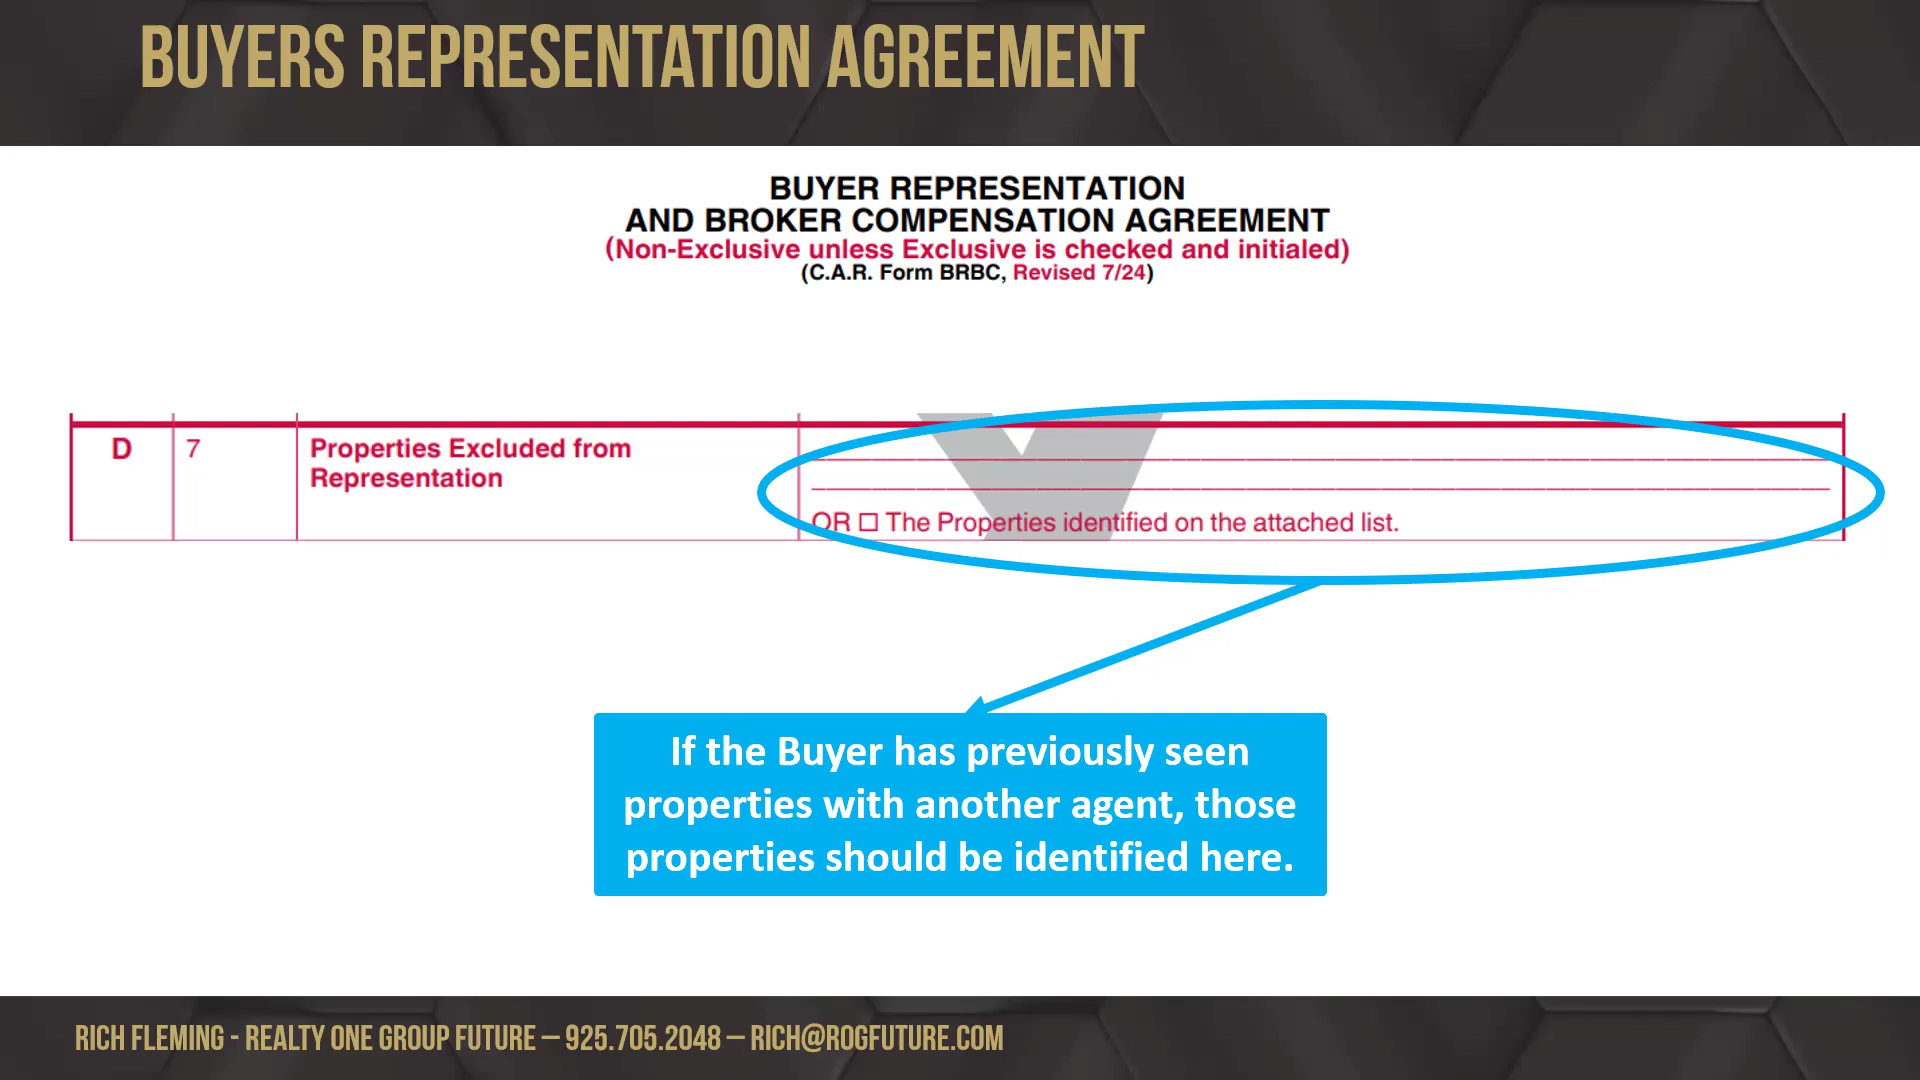 BUYERS REPRESENTATION AGREEMENT
BUYER REPRESENTATION
AND BROKER COMPENSATION AGREEMENT
(Non-Exclusive unless Exclusive is checked and initialed)
(C.A.R. Form BRBC, Revised 7/24)
D 7 Properties Excluded from
Representation
OR ☐ The Properties identified on the attached list.
If the Buyer has previously seen
properties with another agent, those
properties should be identified here.
RICH FLEMING - REALTY ONE GROUP FUTURE – 925.705.2048 – RICH@ROGFUTURE.COM